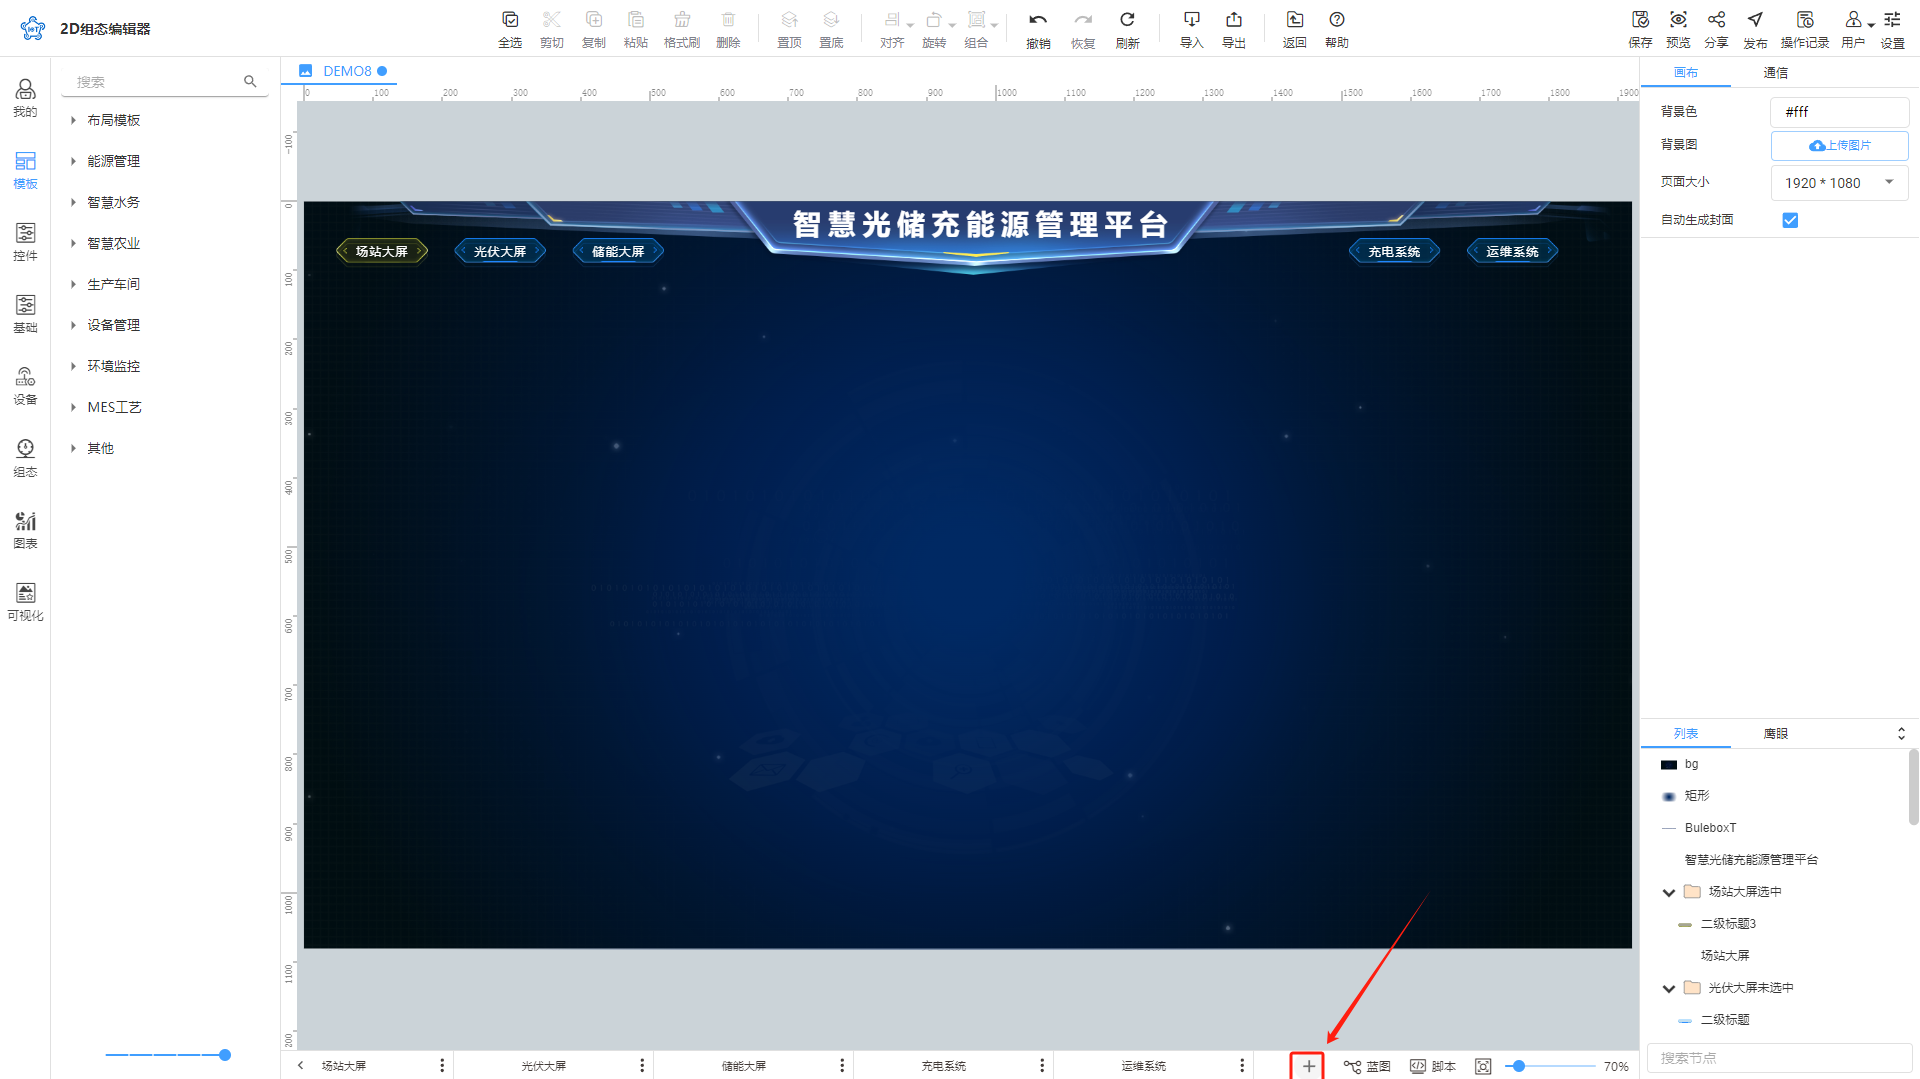 2D组态编辑器
全选 剪切 复制 粘贴 格式刷 删除 置顶 置底 对齐 旋转 组合 撤销 恢复 刷新 导入 导出 返回 帮助
保存 预览 分享 发布 操作记录 用户 设置
我的
模板
控件
基础
设备
组态
图表
可视化
搜索
布局模板
能源管理
智慧水务
智慧农业
生产车间
设备管理
环境监控
MES工艺
其他
DEMO8
0 100 200 300 400 500 600 700 800 900 1000 1100 1200 1300 1400 1500 1600 1700 1800 1900
-100
0
100
200
300
400
500
600
700
800
900
1000
1100
200
智慧光储充能源管理平台
场站大屏 光伏大屏 储能大屏 充电系统 运维系统
画布 通信
背景色 #fff
背景图 上传图片
页面大小 1920 * 1080
自动生成封面
列表 鹰眼
bg
矩形
BuleboxT
智慧光储充能源管理平台
场站大屏选中
二级标题3
场站大屏
光伏大屏未选中
二级标题
搜索节点
场站大屏 光伏大屏 储能大屏 充电系统 运维系统
蓝图 脚本 70%